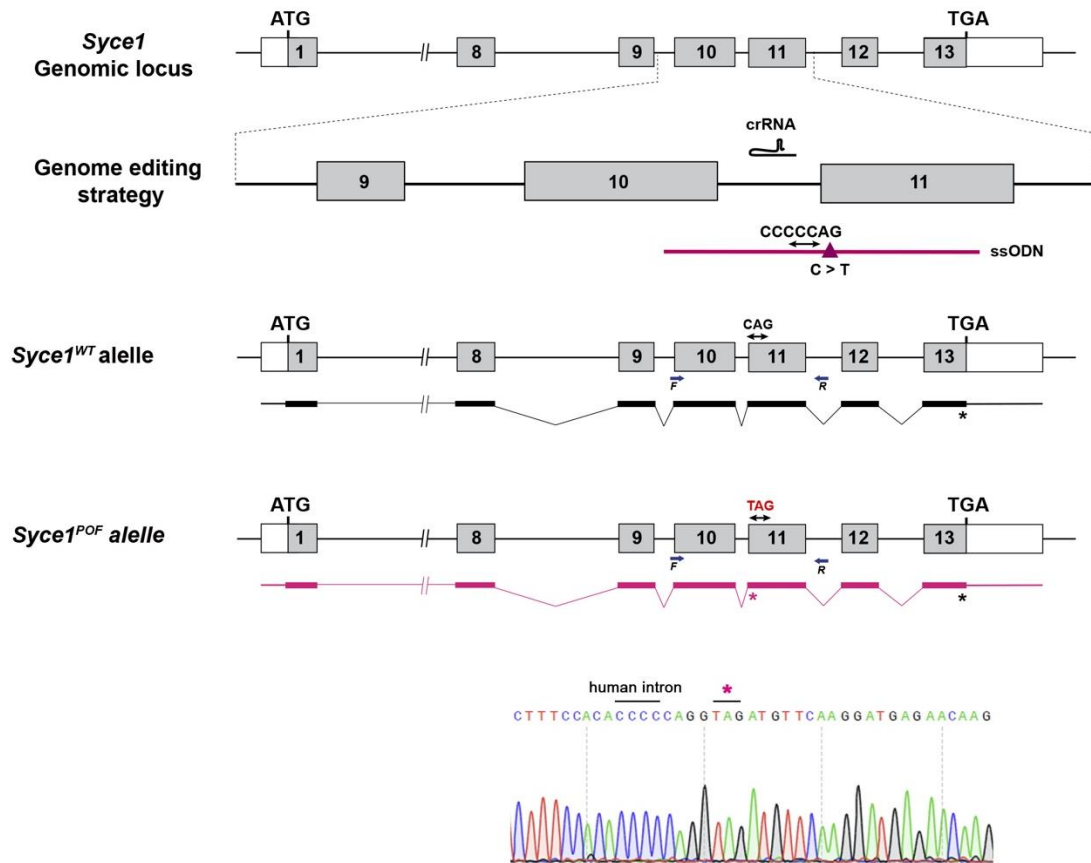 Syce1
Genomic locus
ATG
TGA
1
8
9
10
11
12
13
Genome editing
strategy
crRNA
9
10
11
CCCCCAG
ssODN
C > T
Syce1WT alelle
ATG
CAG
TGA
1
8
9
10
11
12
13
F
R
*
Syce1POF alelle
ATG
TAG
TGA
1
8
9
10
11
12
13
F
R
*
*
human intron
*
CTTTCCACACCCCCAGGTAGATGTTCAAGGATGAGAACAAG